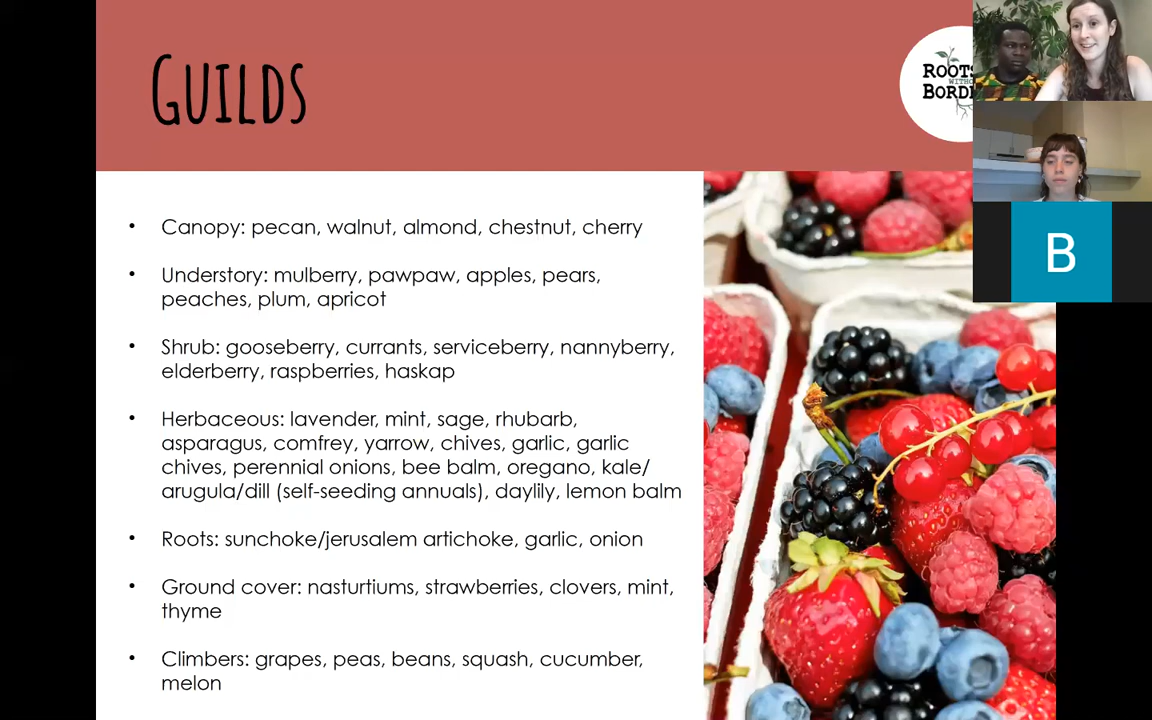 GUILDS
ROOTS
WITHO
BORDE
• Canopy: pecan, walnut, almond, chestnut, cherry
• Understory: mulberry, pawpaw, apples, pears,
peaches, plum, apricot
• Shrub: gooseberry, currants, serviceberry, nannyberry,
elderberry, raspberries, haskap
• Herbaceous: lavender, mint, sage, rhubarb,
asparagus, comfrey, yarrow, chives, garlic, garlic
chives, perennial onions, bee balm, oregano, kale/
arugula/dill (self-seeding annuals), daylily, lemon balm
• Roots: sunchoke/jerusalem artichoke, garlic, onion
• Ground cover: nasturtiums, strawberries, clovers, mint,
thyme
• Climbers: grapes, peas, beans, squash, cucumber,
melon
B